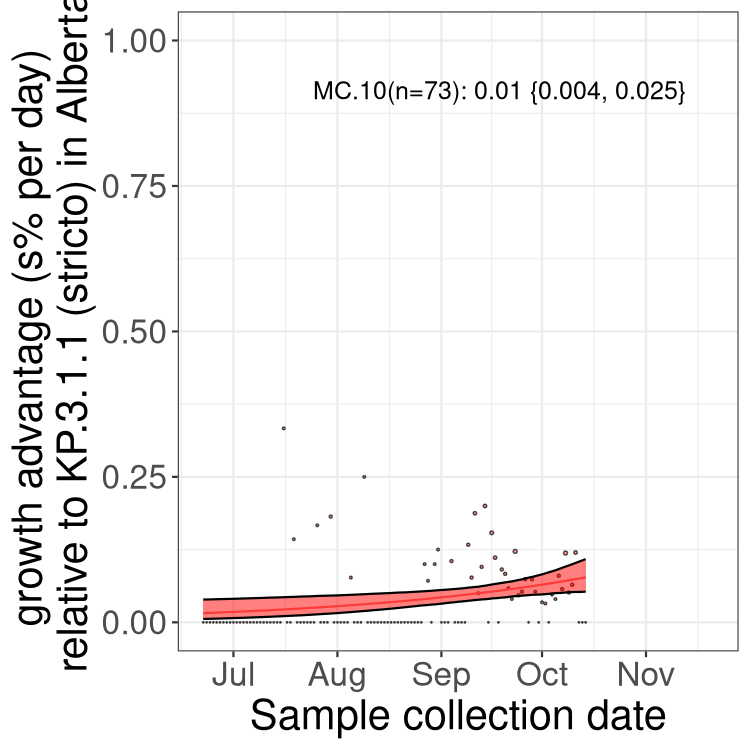 growth advantage (s% per day)
relative to KP.3.1.1 (stricto) in Alberta
1.00
0.75
0.50
0.25
0.00
MC.10(n=73): 0.01 {0.004, 0.025}
Jul Aug Sep Oct Nov
Sample collection date